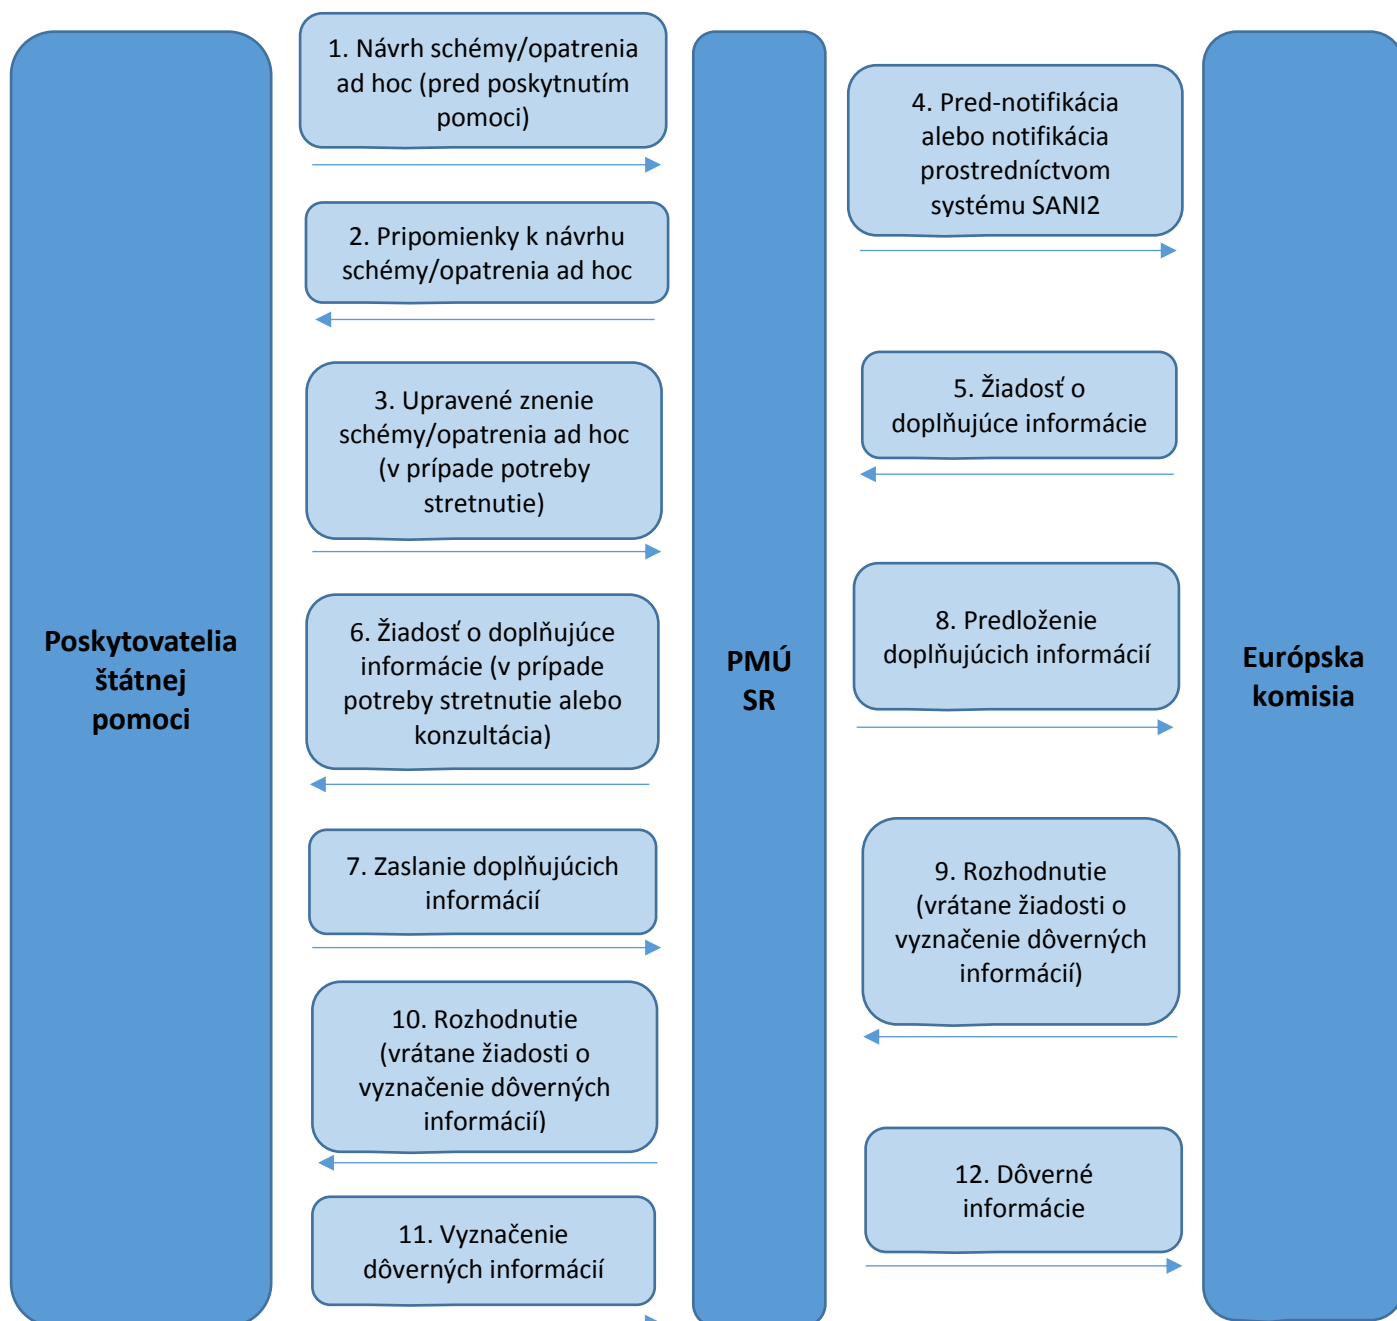 1. Návrh schémy/opatrenia
ad hoc (pred poskytnutím
pomoci)
2. Pripomienky k návrhu
schémy/opatrenia ad hoc
3. Upravené znenie
schémy/opatrenia ad hoc
(v prípade potreby
stretnutie)
4. Pred-notifikácia
alebo notifikácia
prostredníctvom
systému SANI2
5. Žiadosť o
doplňujúce informácie
6. Žiadosť o doplňujúce
informácie (v prípade
potreby stretnutie alebo
konzultácia)
7. Zaslanie doplňujúcich
informácií
8. Predloženie
doplňujúcich informácií
9. Rozhodnutie
(vrátane žiadosti o
vyznačenie dôverných
informácií)
10. Rozhodnutie
(vrátane žiadosti o
vyznačenie dôverných
informácií)
11. Vyznačenie
dôverných informácií
12. Dôverné
informácie
Poskytovatelia
štátnej
pomoci
PMÚ
SR
Európska
komisia